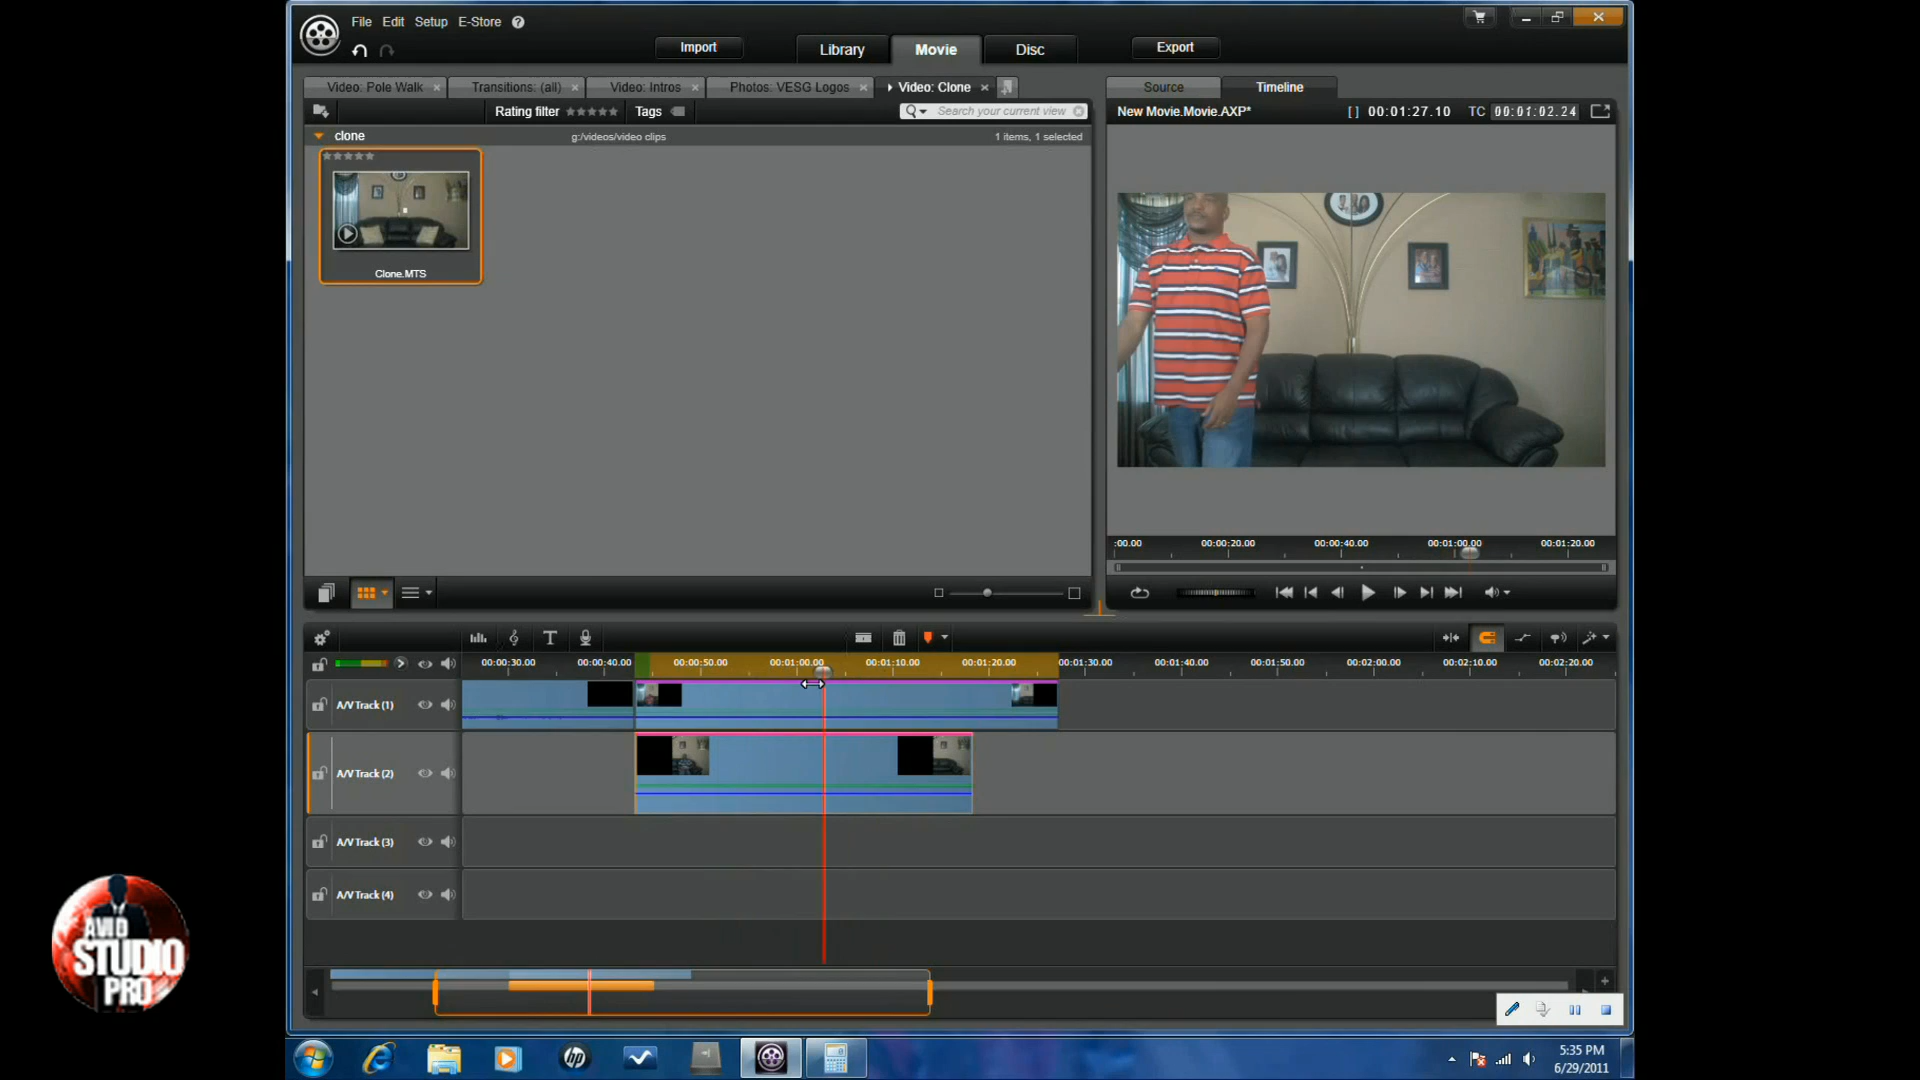 File Edit Setup E-Store ?
Import Library Movie Disc Export
Video: Pole Walk × Transitions: (all) × Video: Intros × Photos: VESG Logos × Video: Clone ×
Source Timeline
Rating filter Tags Search your current view
New Movie.Movie.AXP* [ ] 00:01:27.10 TC 00:01:02.24
clone g:/videos/video clips 1 items, 1 selected
Clone.MTS
:00.00 00:00:20.00 00:00:40.00 00:01:00.00 00:01:20.00
00:00:30.00 00:00:40.00 00:00:50.00 00:01:00.00 00:01:10.00 00:01:20.00 00:01:30.00 00:01:40.00 00:01:50.00 00:02:00.00 00:02:10.00 00:02:20.00
A/V Track (1)
A/V Track (2)
A/V Track (3)
A/V Track (4)
AVID
STUDIO
PRO
hp
5:35 PM
6/29/2011